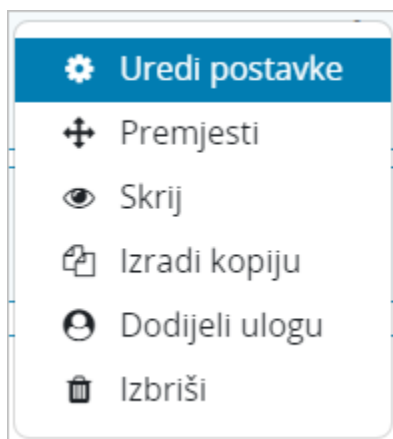 Uredi postavke
Premjesti
Skrij
Izradi kopiju
Dodijeli ulogu
Izbriši